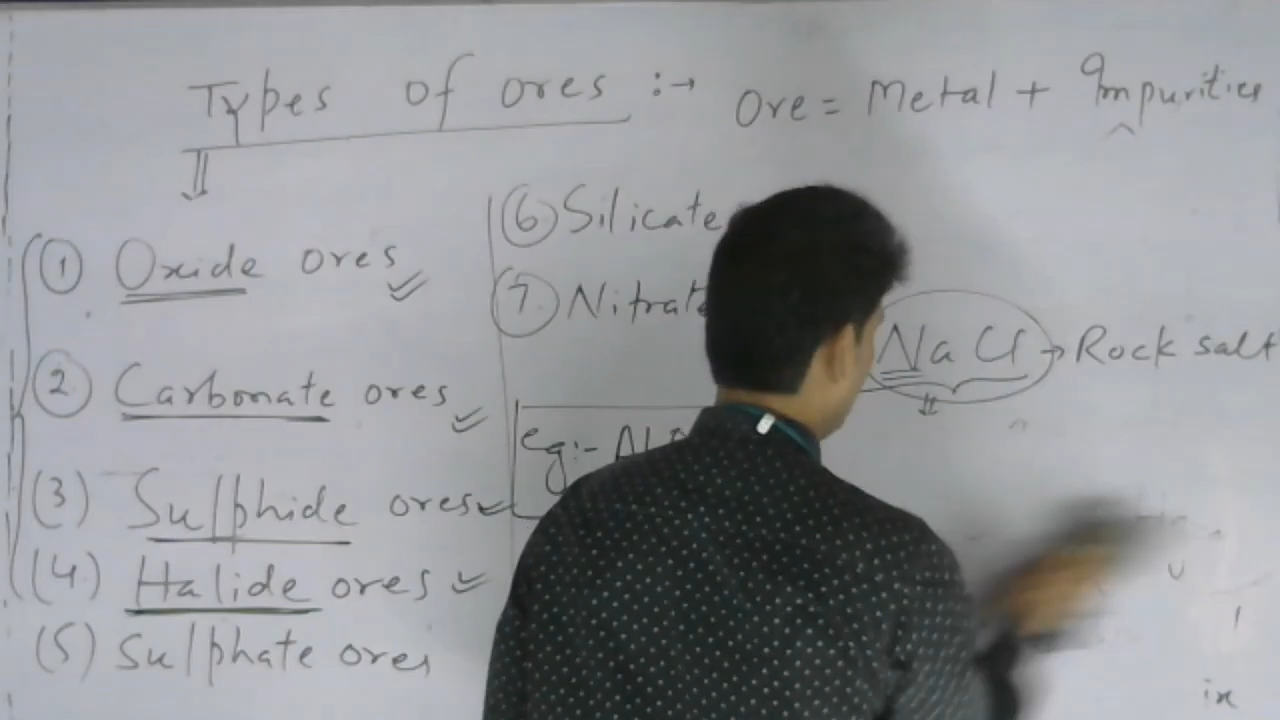 Types of ores :→ Ore = Metal + Impurities
① Oxide ores
② Carbonate ores
(3) Sulphide ores
(4) Halide ores
(5) Sulphate ores
⑥ Silicate
⑦ Nitrate
NaCl → Rock salt
eg:-